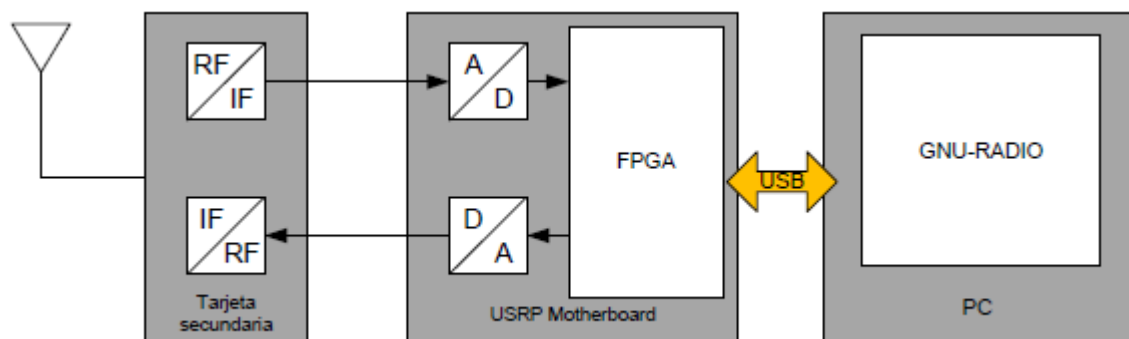 RF
IF
A
D
FPGA
USB
GNU-RADIO
IF
RF
D
A
Tarjeta
secundaria
USRP Motherboard
PC